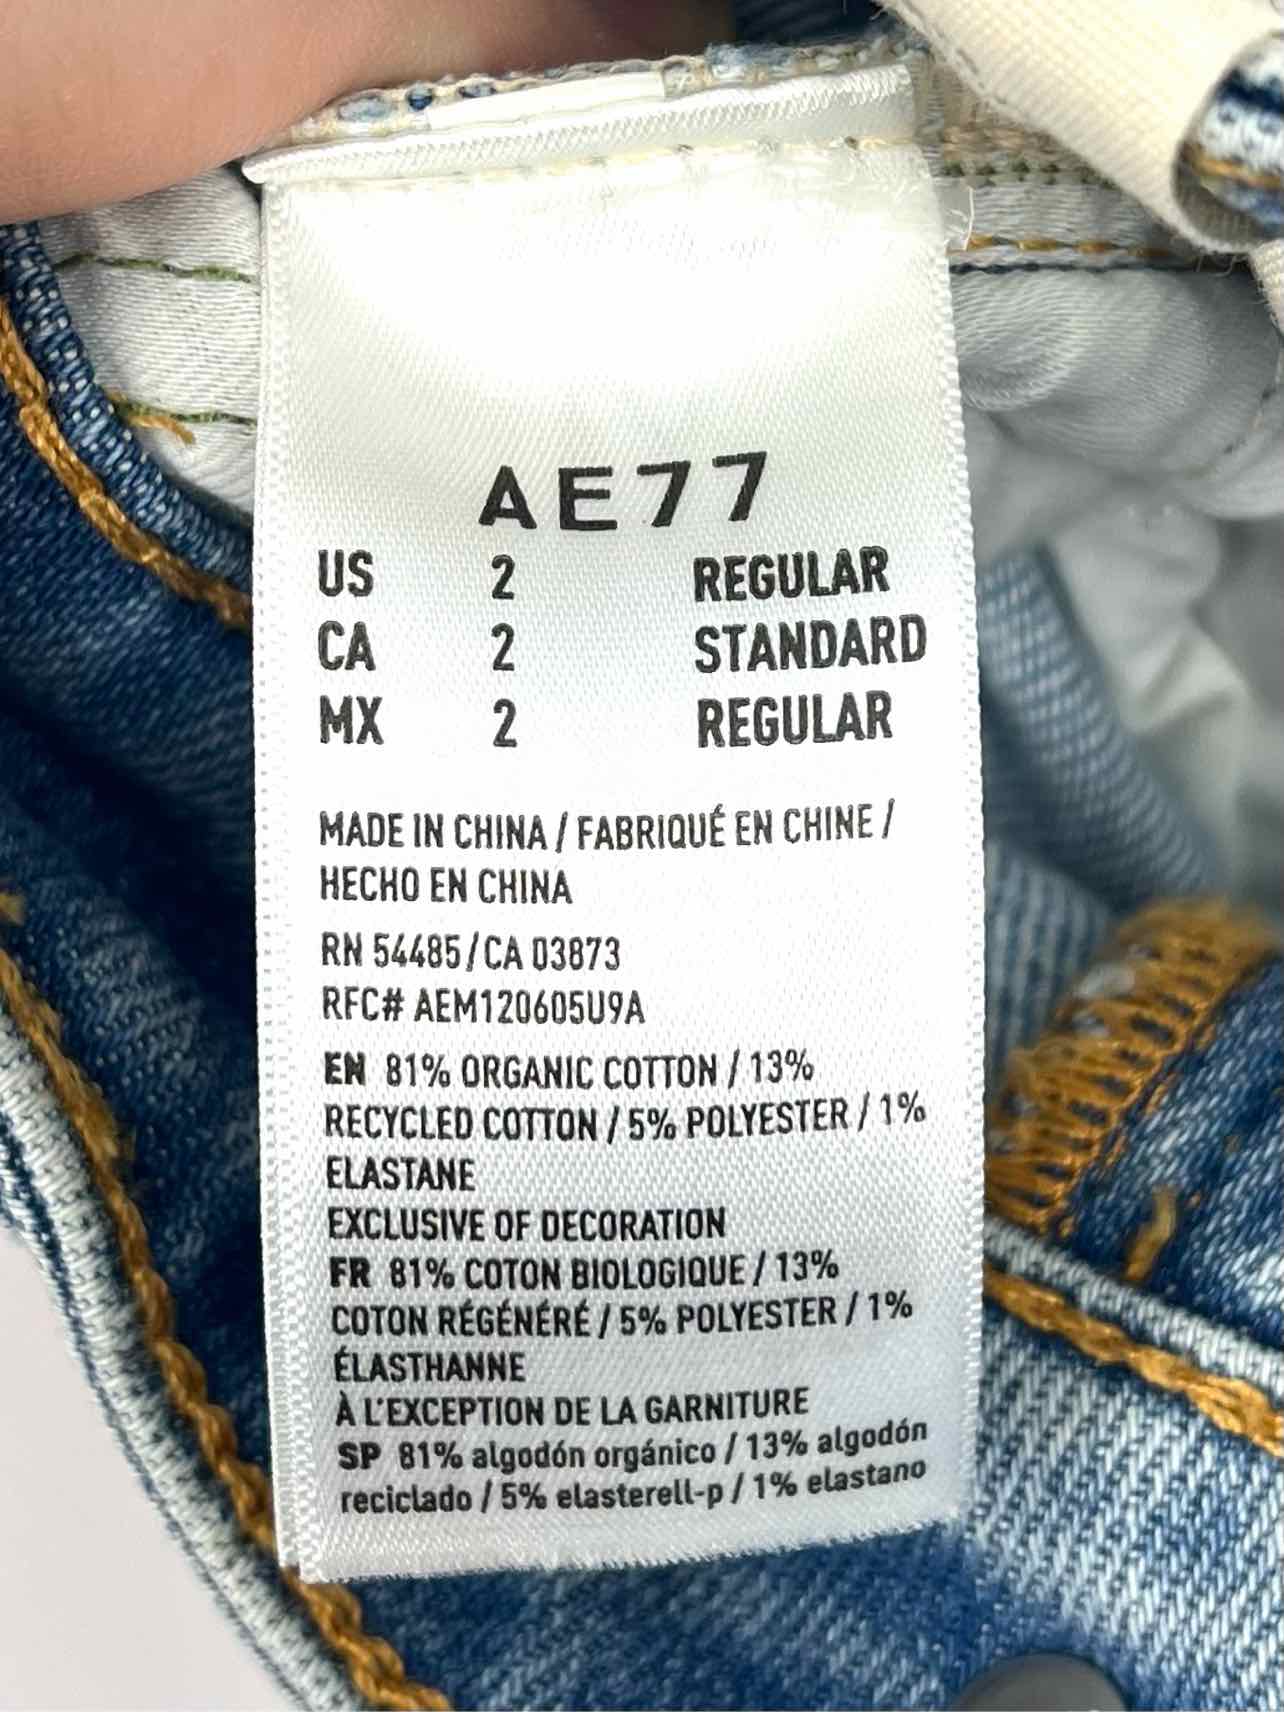 AE77
US 2 REGULAR
CA 2 STANDARD
MX 2 REGULAR
MADE IN CHINA / FABRIQUÉ EN CHINE /
HECHO EN CHINA
RN 54485/CA 03873
RFC# AEM120605U9A
EN 81% ORGANIC COTTON / 13%
RECYCLED COTTON / 5% POLYESTER / 1%
ELASTANE
EXCLUSIVE OF DECORATION
FR 81% COTON BIOLOGIQUE / 13%
COTON RÉGÉNÉRÉ / 5% POLYESTER / 1%
ÉLASTHANNE
À L'EXCEPTION DE LA GARNITURE
SP 81% algodón orgánico / 13% algodón
reciclado / 5% elasterell-p / 1% elastano